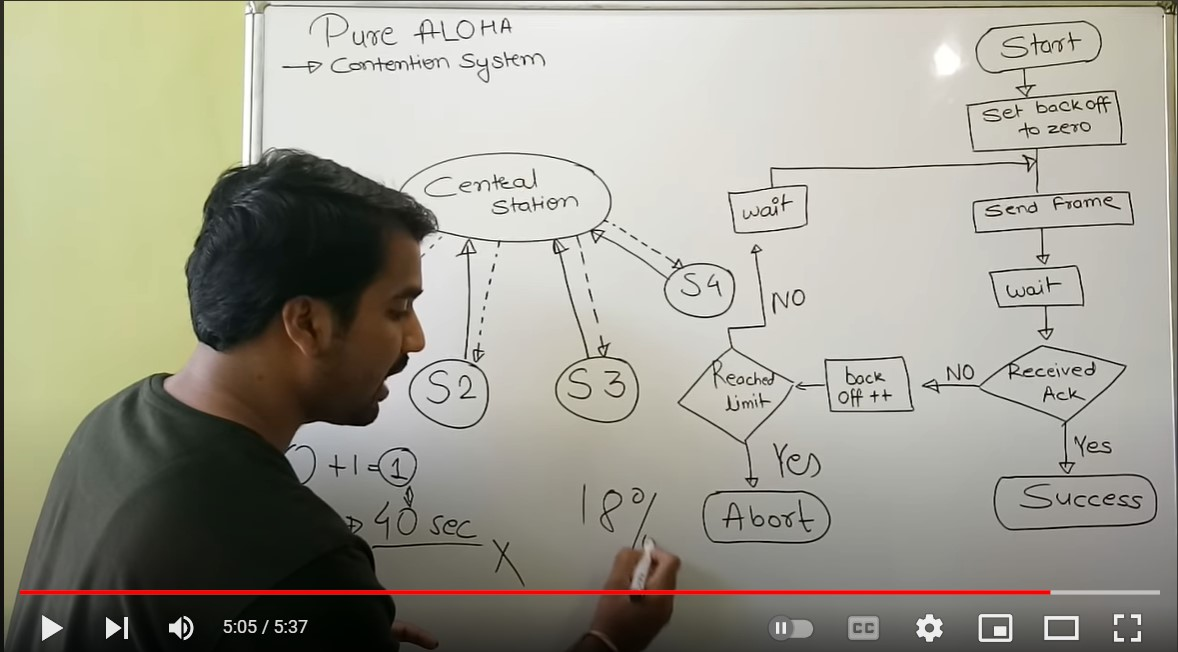 Pure ALOHA
→ Contention System
Central
Station
S2
S3
S4
+1=1
40 sec
X
18%
Start
Set back off
to zero
Send Frame
wait
Received
Ack
NO
Yes
Success
back
off ++
Reached
limit
NO
wait
Yes
Abort
5:05 / 5:37
CC